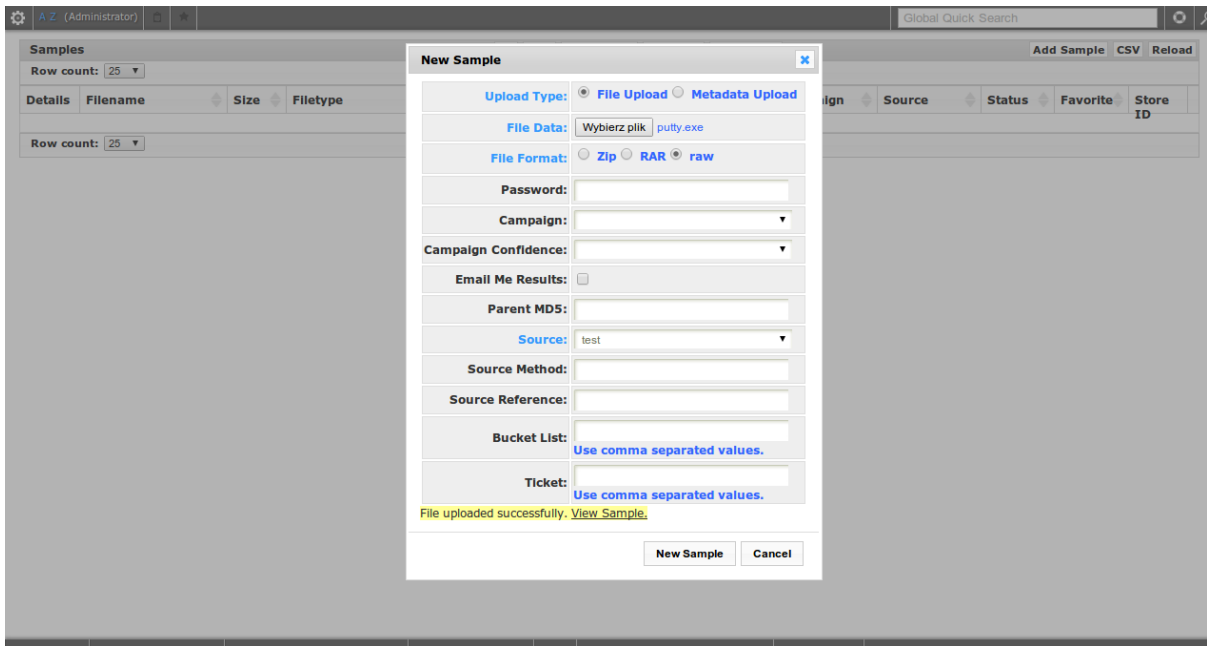 A-Z (Administrator) Global Quick Search
Samples Add Sample CSV Reload
Row count: 25
Details Filename Size Filetype Source Status Favorite Store ID
Row count: 25
New Sample
Upload Type: File Upload Metadata Upload
File Data: Wybierz plik putty.exe
File Format: Zip RAR raw
Password:
Campaign:
Campaign Confidence:
Email Me Results:
Parent MD5:
Source: test
Source Method:
Source Reference:
Bucket List:
Use comma separated values.
Ticket:
Use comma separated values.
File uploaded successfully. View Sample.
New Sample Cancel